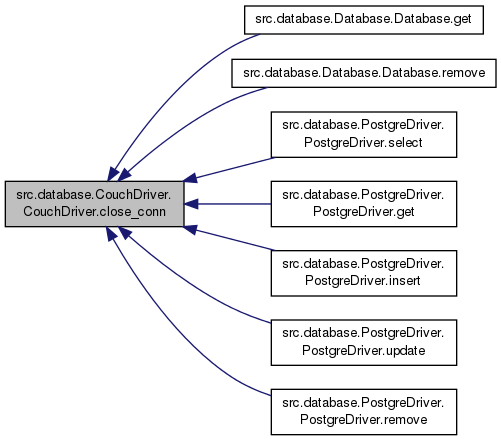 src.database.Database.Database.get
src.database.Database.Database.remove
src.database.PostgreDriver.
PostgreDriver.select
src.database.CouchDriver.
CouchDriver.close_conn
src.database.PostgreDriver.
PostgreDriver.get
src.database.PostgreDriver.
PostgreDriver.insert
src.database.PostgreDriver.
PostgreDriver.update
src.database.PostgreDriver.
PostgreDriver.remove